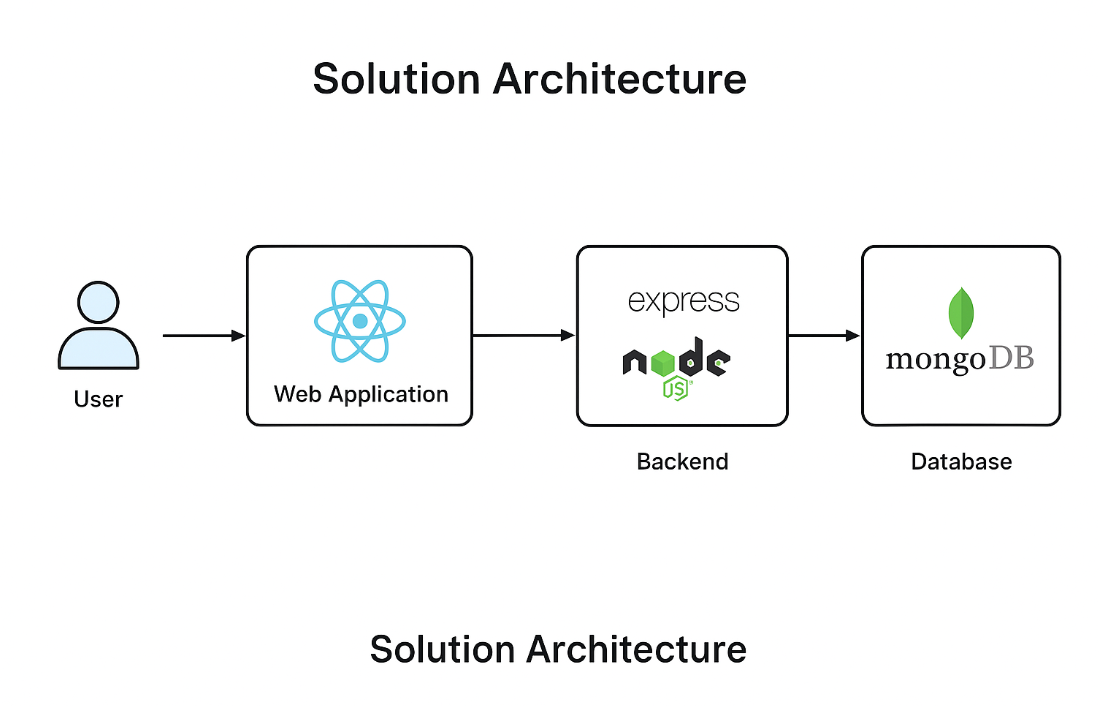 Solution Architecture
User
Web Application
express
node
JS
Backend
mongoDB
Database
Solution Architecture